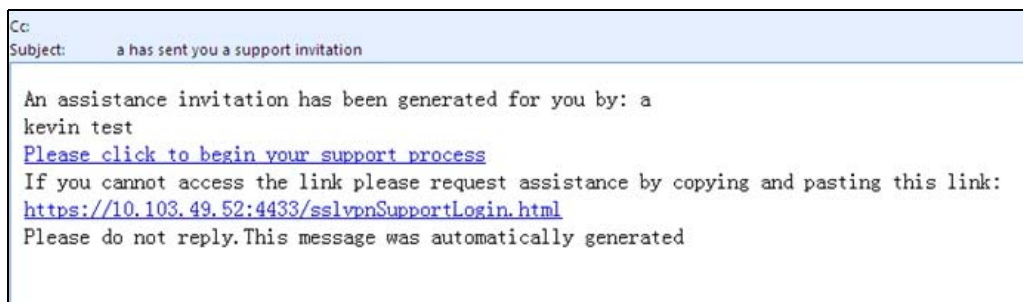 Cc:
Subject: a has sent you a support invitation
An assistance invitation has been generated for you by: a
kevin test
Please click to begin your support process
If you cannot access the link please request assistance by copying and pasting this link:
https://10.103.49.52:4433/sslvpnSupportLogin.html
Please do not reply.This message was automatically generated